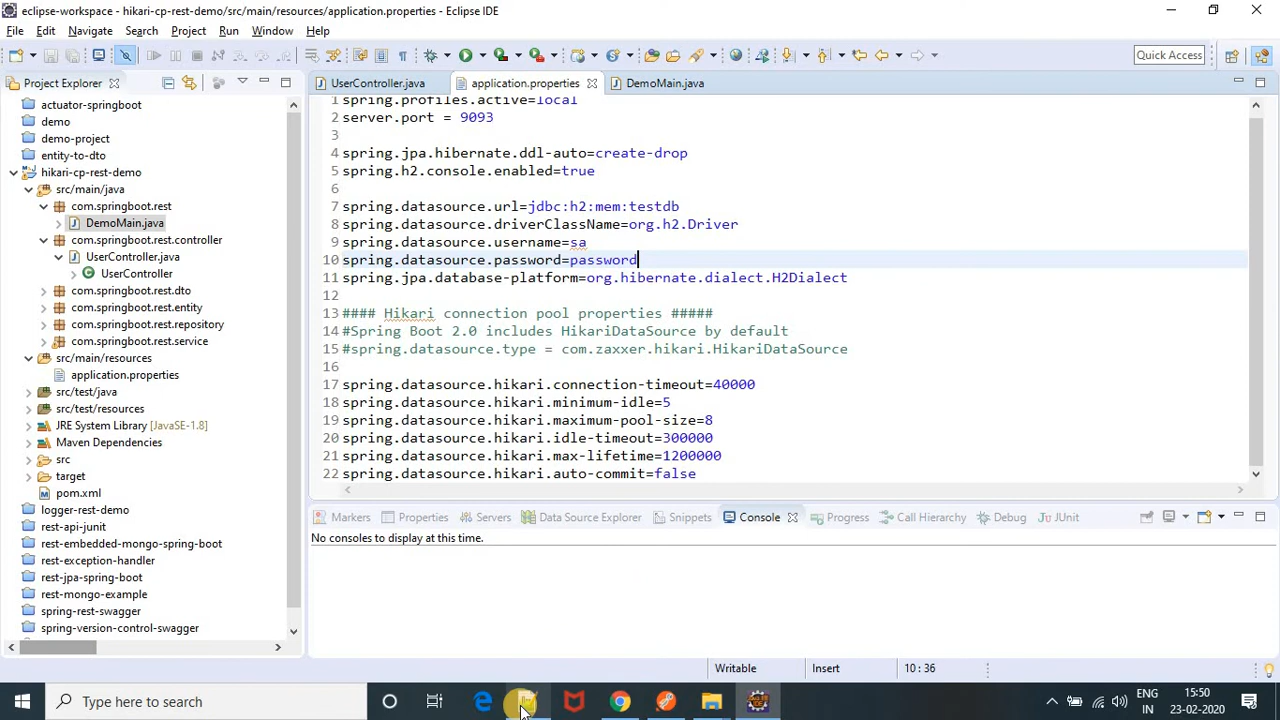 eclipse-workspace - hikari-cp-rest-demo/src/main/resources/application.properties - Eclipse IDE
File Edit Navigate Search Project Run Window Help
Quick Access
Project Explorer
actuator-springboot
demo
demo-project
entity-to-dto
hikari-cp-rest-demo
src/main/java
com.springboot.rest
DemoMain.java
com.springboot.rest.controller
UserController.java
UserController
com.springboot.rest.dto
com.springboot.rest.entity
com.springboot.rest.repository
com.springboot.rest.service
src/main/resources
application.properties
src/test/java
src/test/resources
JRE System Library [JavaSE-1.8]
Maven Dependencies
src
target
pom.xml
logger-rest-demo
rest-api-junit
rest-embedded-mongo-spring-boot
rest-exception-handler
rest-jpa-spring-boot
rest-mongo-example
spring-rest-swagger
spring-version-control-swagger
UserController.java application.properties DemoMain.java
1 spring.profiles.active=local
2 server.port = 9093
3
4 spring.jpa.hibernate.ddl-auto=create-drop
5 spring.h2.console.enabled=true
6
7 spring.datasource.url=jdbc:h2:mem:testdb
8 spring.datasource.driverClassName=org.h2.Driver
9 spring.datasource.username=sa
10 spring.datasource.password=password
11 spring.jpa.database-platform=org.hibernate.dialect.H2Dialect
12
13 #### Hikari connection pool properties #####
14 #Spring Boot 2.0 includes HikariDataSource by default
15 #spring.datasource.type = com.zaxxer.hikari.HikariDataSource
16
17 spring.datasource.hikari.connection-timeout=40000
18 spring.datasource.hikari.minimum-idle=5
19 spring.datasource.hikari.maximum-pool-size=8
20 spring.datasource.hikari.idle-timeout=300000
21 spring.datasource.hikari.max-lifetime=1200000
22 spring.datasource.hikari.auto-commit=false
Markers Properties Servers Data Source Explorer Snippets Console Progress Call Hierarchy Debug JUnit
No consoles to display at this time.
Writable Insert 10 : 36
Type here to search
ENG
IN
15:50
23-02-2020